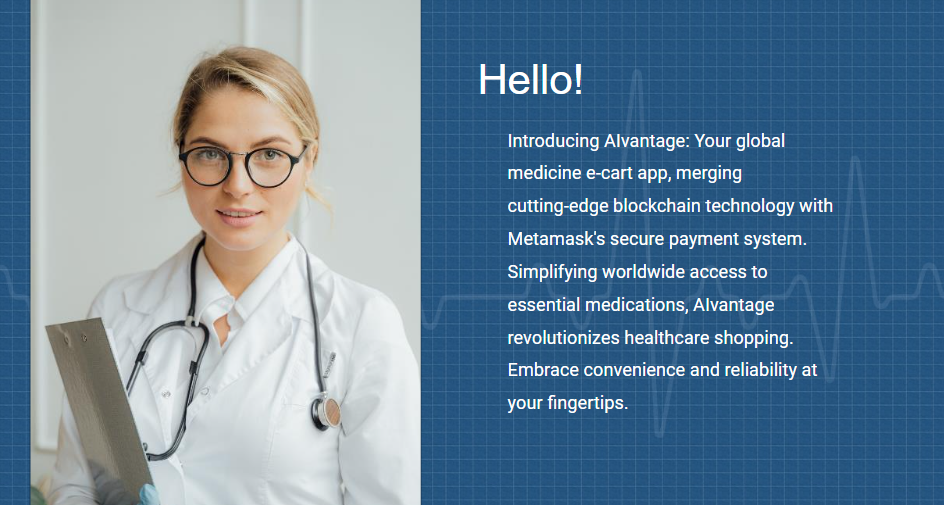 Hello!
Introducing AIvantage: Your global
medicine e-cart app, merging
cutting-edge blockchain technology with
Metamask's secure payment system.
Simplifying worldwide access to
essential medications, AIvantage
revolutionizes healthcare shopping.
Embrace convenience and reliability at
your fingertips.